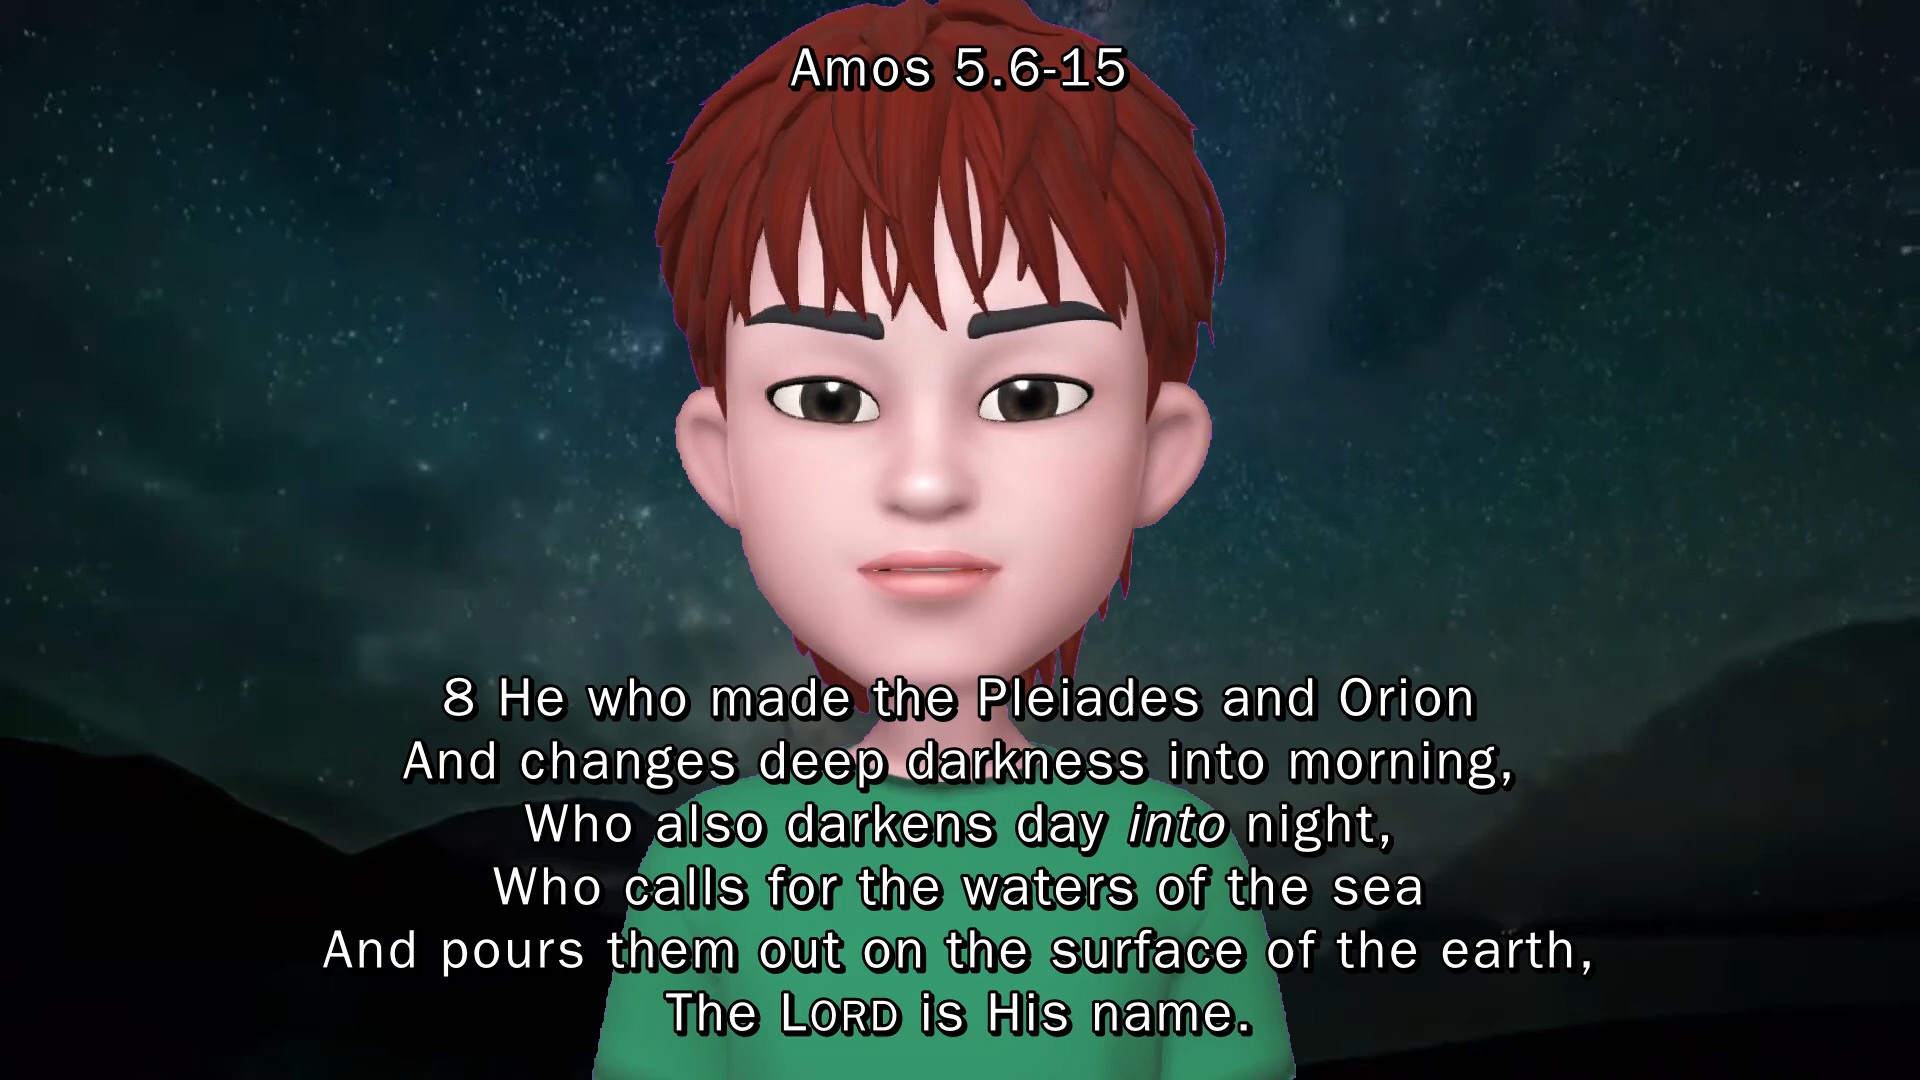 Amos 5.6-15
8 He who made the Pleiades and Orion
And changes deep darkness into morning,
Who also darkens day into night,
Who calls for the waters of the sea
And pours them out on the surface of the earth,
The LORD is His name.